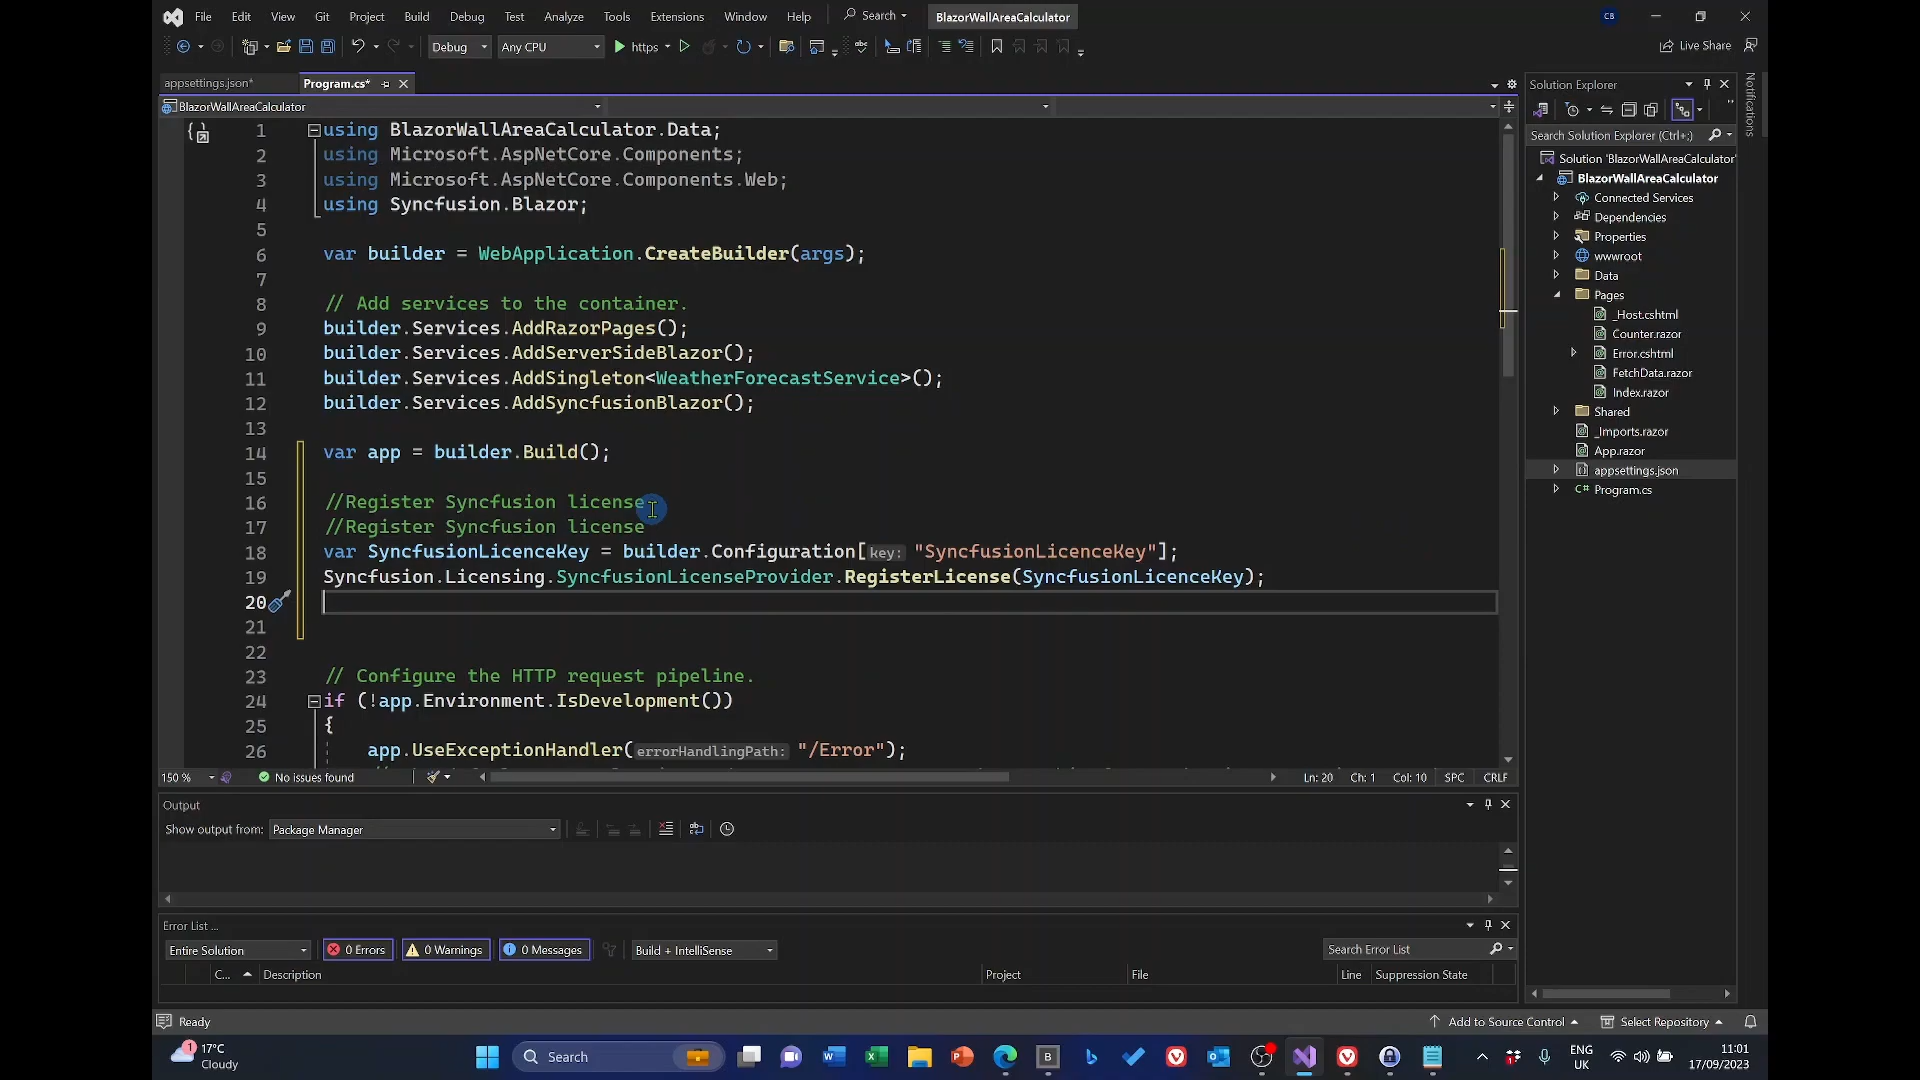 File Edit View Git Project Build Debug Test Analyze Tools Extensions Window Help Search BlazorWallAreaCalculator CB
Debug Any CPU https Live Share
appsettings.json* Program.cs* Solution Explorer
BlazorWallAreaCalculator
Search Solution Explorer (Ctrl+;)
Solution 'BlazorWallAreaCalculator'
BlazorWallAreaCalculator
Connected Services
Dependencies
Properties
wwwroot
Data
Pages
_Host.cshtml
Counter.razor
Error.cshtml
FetchData.razor
Index.razor
Shared
_Imports.razor
App.razor
appsettings.json
C# Program.cs
Notifications
1 using BlazorWallAreaCalculator.Data;
2 using Microsoft.AspNetCore.Components;
3 using Microsoft.AspNetCore.Components.Web;
4 using Syncfusion.Blazor;
5
6 var builder = WebApplication.CreateBuilder(args);
7
8 // Add services to the container.
9 builder.Services.AddRazorPages();
10 builder.Services.AddServerSideBlazor();
11 builder.Services.AddSingleton<WeatherForecastService>();
12 builder.Services.AddSyncfusionBlazor();
13
14 var app = builder.Build();
15
16 //Register Syncfusion license
17 //Register Syncfusion license
18 var SyncfusionLicenceKey = builder.Configuration[key: "SyncfusionLicenceKey"];
19 Syncfusion.Licensing.SyncfusionLicenseProvider.RegisterLicense(SyncfusionLicenceKey);
20
21
22
23 // Configure the HTTP request pipeline.
24 if (!app.Environment.IsDevelopment())
25 {
26 app.UseExceptionHandler(errorHandlingPath: "/Error");
150 % No issues found Ln: 20 Ch: 1 Col: 10 SPC CRLF
Output
Show output from: Package Manager
Error List ...
Entire Solution 0 Errors 0 Warnings 0 Messages Build + IntelliSense Search Error List
C... Description Project File Line Suppression State
Ready Add to Source Control Select Repository
1 17°C Search ENG 11:01
Cloudy UK 17/09/2023